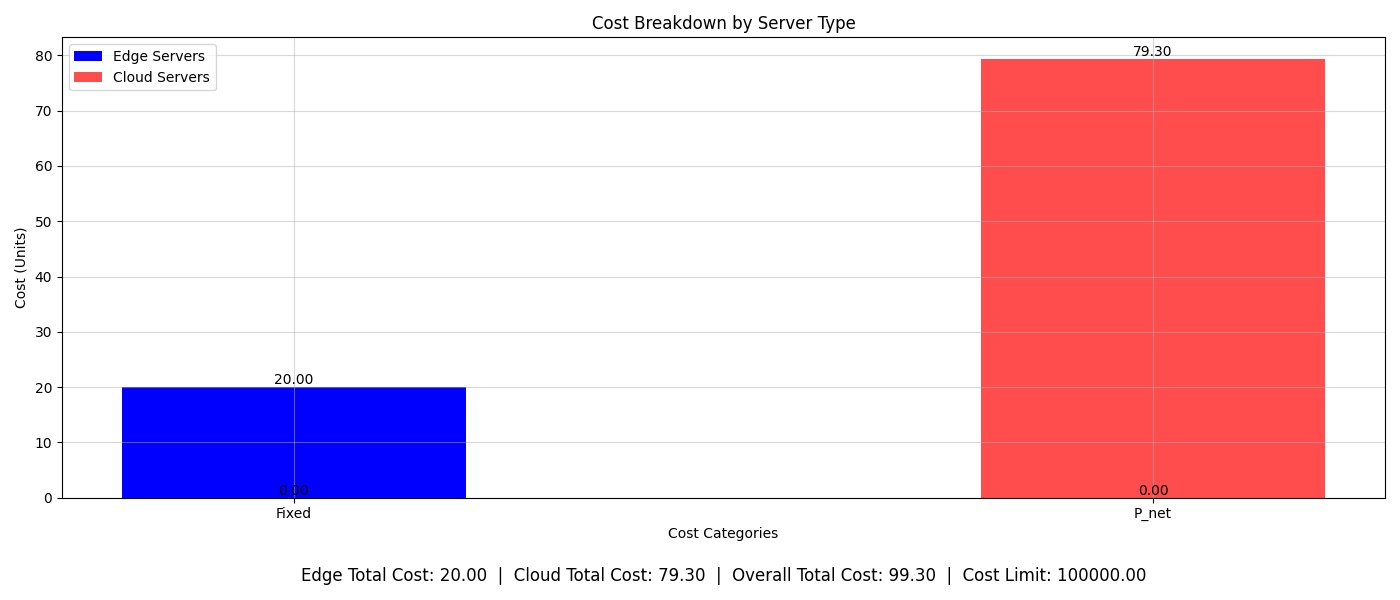 Cost Breakdown by Server Type
Edge Servers
Cloud Servers
Cost (Units)
80
70
60
50
40
30
20
10
0
20.00
0.00
79.30
0.00
Fixed
P_net
Cost Categories
Edge Total Cost: 20.00 | Cloud Total Cost: 79.30 | Overall Total Cost: 99.30 | Cost Limit: 100000.00